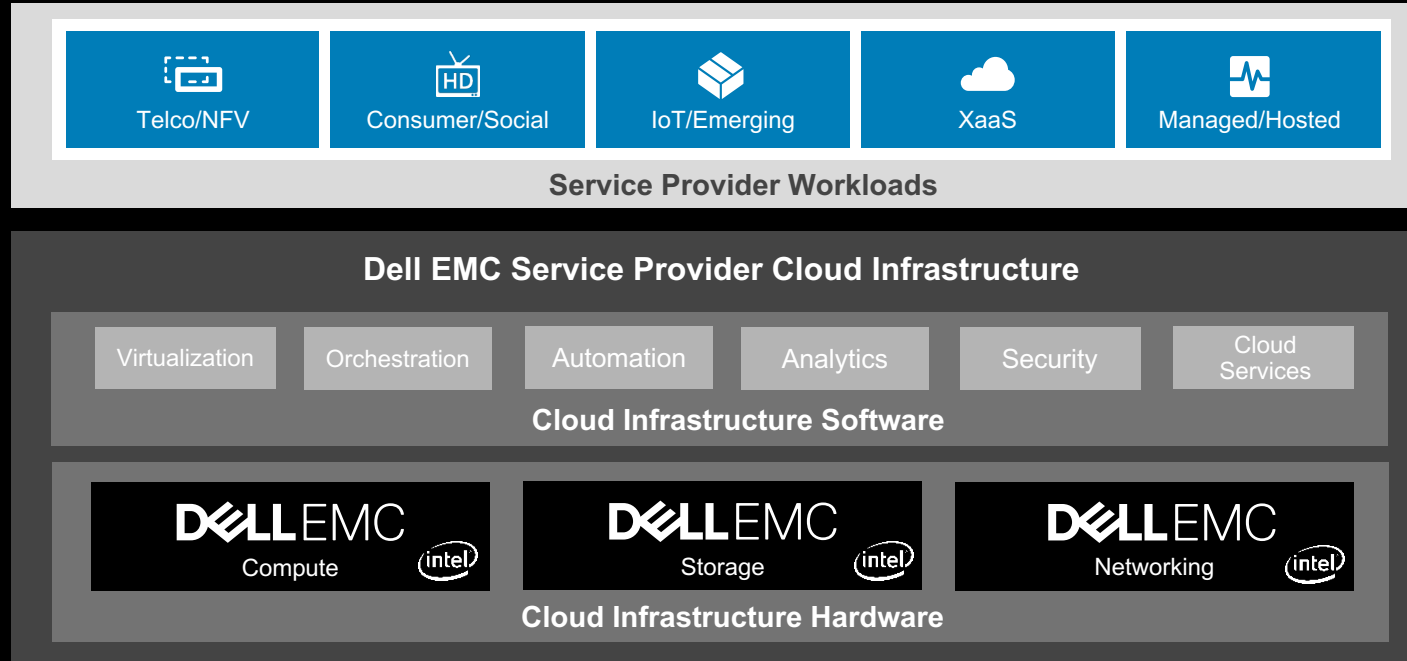 HD
Telco/NFV
Consumer/Social
IoT/Emerging
XaaS
Managed/Hosted
Service Provider Workloads
Dell EMC Service Provider Cloud Infrastructure
Virtualization
Orchestration
Automation
Analytics
Security
Cloud
Services
Cloud Infrastructure Software
DELLEMC
Compute
intel
DELLEMC
Storage
intel
DELLEMC
Networking
intel
Cloud Infrastructure Hardware